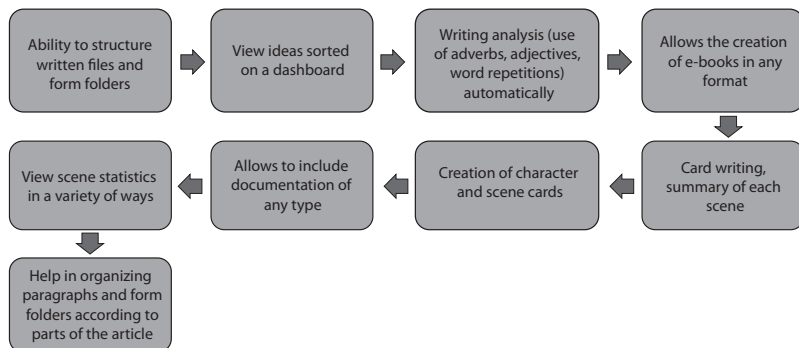 Ability to structure
written files and
form folders
View ideas sorted
on a dashboard
Writing analysis (use
of adverbs, adjectives,
word repetitions)
automatically
Allows the creation
of e-books in any
format
Card writing,
summary of each
scene
Creation of character
and scene cards
Allows to include
documentation of
any type
View scene statistics
in a variety of ways
Help in organizing
paragraphs and form
folders according to
parts of the article